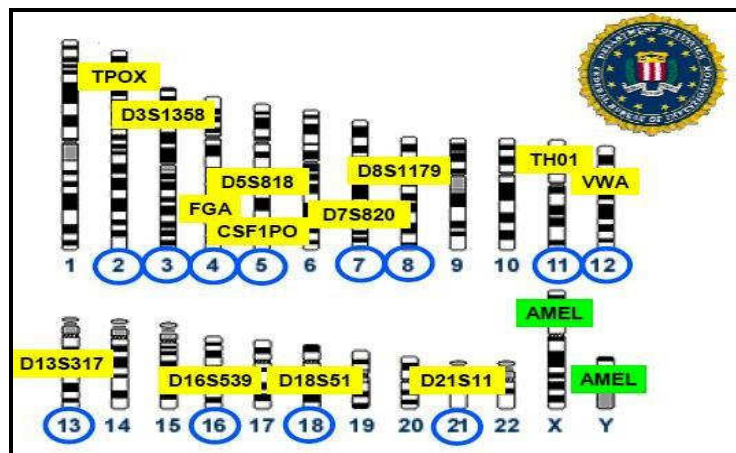 TPOX
D3S1358
D8S1179
TH01
D5S818
VWA
FGA
D7S820
CSF1PO
1 2 3 4 5 6 7 8 9 10 11 12
AMEL
D13S317
D16S539
D18S51
D21S11
AMEL
13 14 15 16 17 18 19 20 21 22 X Y